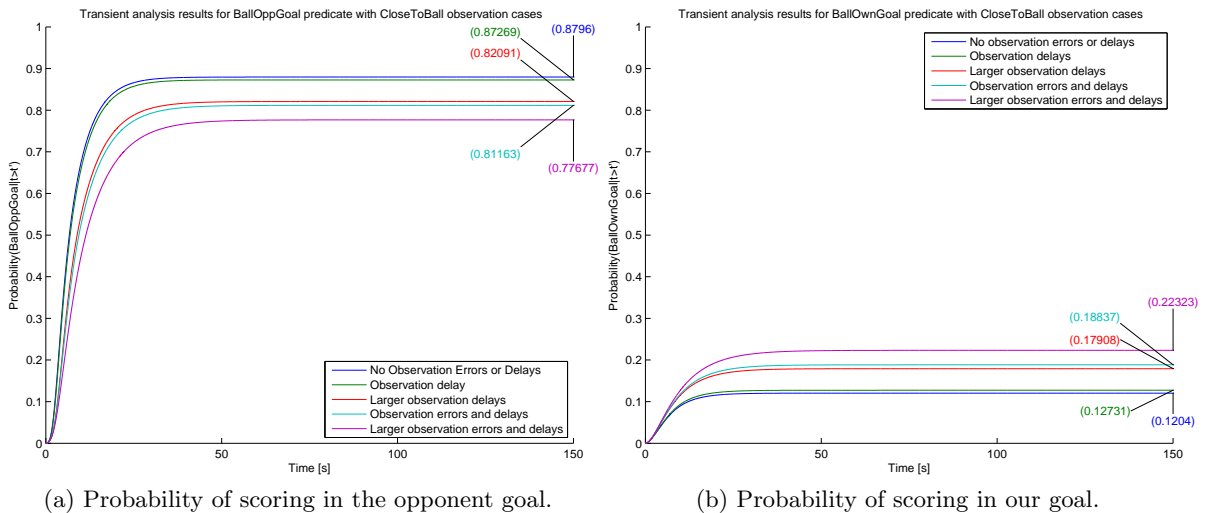 Transient analysis results for BallOppGoal predicate with CloseToBall observation cases
1
0.9
0.8
0.7
0.6
0.5
0.4
0.3
0.2
0.1
0
Probability(BallOppGoal|t>t')
(0.87269)
(0.8796)
(0.82091)
(0.81163)
(0.77677)
No Observation Errors or Delays
Observation delay
Larger observation delays
Observation errors and delays
Larger observation errors and delays
0
50
100
150
Time [s]
(a) Probability of scoring in the opponent goal.
Transient analysis results for BallOwnGoal predicate with CloseToBall observation cases
1
0.9
0.8
0.7
0.6
0.5
0.4
0.3
0.2
0.1
0
Probability(BallOwnGoal|t>t')
No observation errors or delays
Observation delays
Larger observation delays
Observation errors and delays
Larger observation errors and delays
(0.22323)
(0.18837)
(0.17908)
(0.12731)
(0.1204)
0
50
100
150
Time [s]
(b) Probability of scoring in our goal.